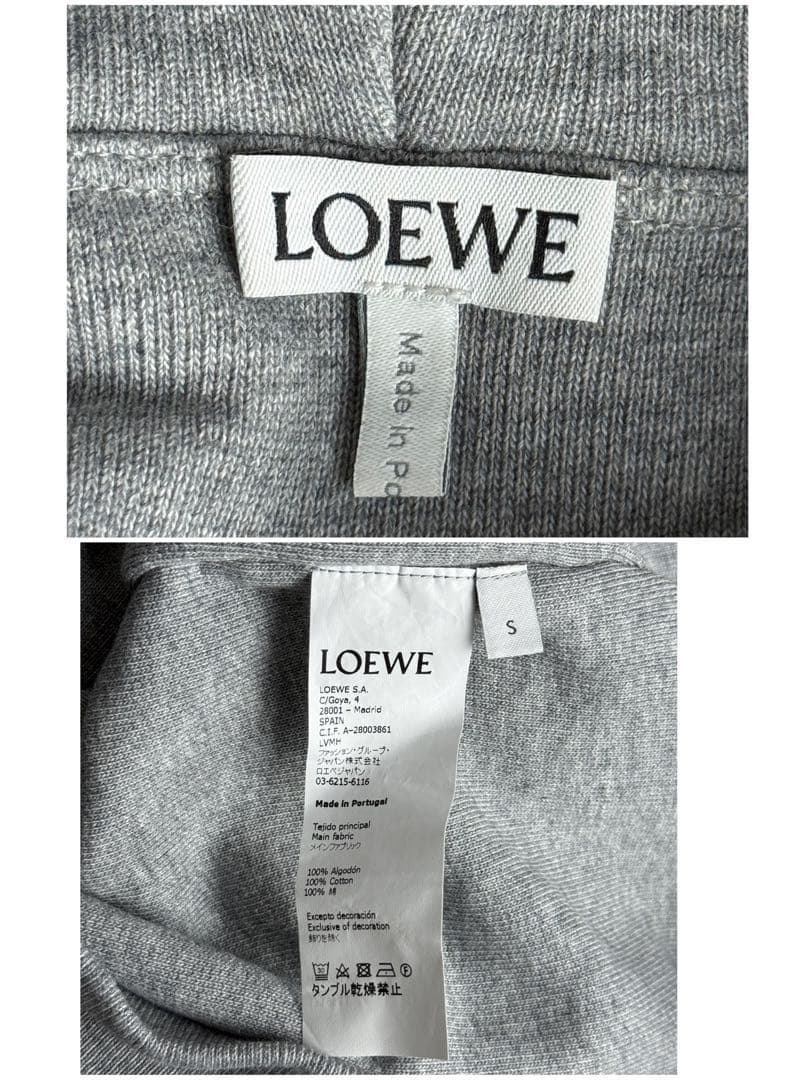 LOEWE
Made in Po
LOEWE
S
LOEWE S.A.
C/Goya, 4
28001 – Madrid
SPAIN
C.I.F. A-28003861
LVMH
ファッション・グループ・
ジャパン株式会社
ロエベジャパン
03-6215-6116
Made in Portugal
Tejido principal
Main fabric
メインファブリック
100% Algodón
100% Cotton
100% 綿
Excepto decoración
Exclusive of decoration
飾りを除く
タンブル乾燥禁止